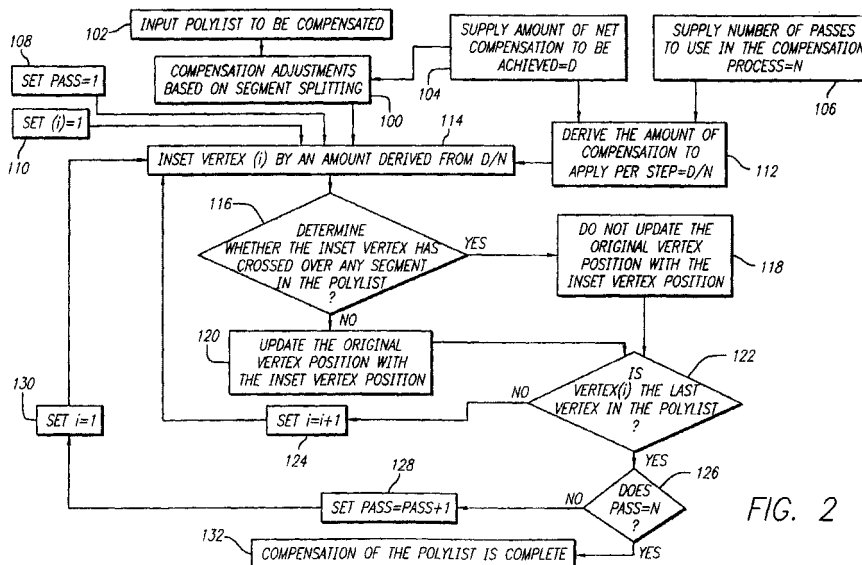 102
INPUT POLYLIST TO BE COMPENSATED
108
SET PASS=1
COMPENSATION ADJUSTMENTS
BASED ON SEGMENT SPLITTING
100
SUPPLY AMOUNT OF NET
COMPENSATION TO BE
ACHIEVED=D
104
SUPPLY NUMBER OF PASSES
TO USE IN THE COMPENSATION
PROCESS=N
106
SET (i)=1
110
114
INSET VERTEX (i) BY AN AMOUNT DERIVED FROM D/N
DERIVE THE AMOUNT OF
COMPENSATION TO
APPLY PER STEP=D/N
112
116
DETERMINE
WHETHER THE INSET VERTEX HAS
CROSSED OVER ANY SEGMENT
IN THE POLYLIST
?
YES
DO NOT UPDATE THE
ORIGINAL VERTEX
POSITION WITH THE
INSET VERTEX POSITION
118
NO
120
UPDATE THE ORIGINAL
VERTEX POSITION WITH
THE INSET VERTEX POSITION
122
IS
VERTEX(i) THE LAST
VERTEX IN THE POLYLIST
?
NO
YES
130
SET i=1
SET i=i+1
124
126
DOES
PASS=N
?
NO
YES
128
SET PASS=PASS+1
132
COMPENSATION OF THE POLYLIST IS COMPLETE
FIG. 2